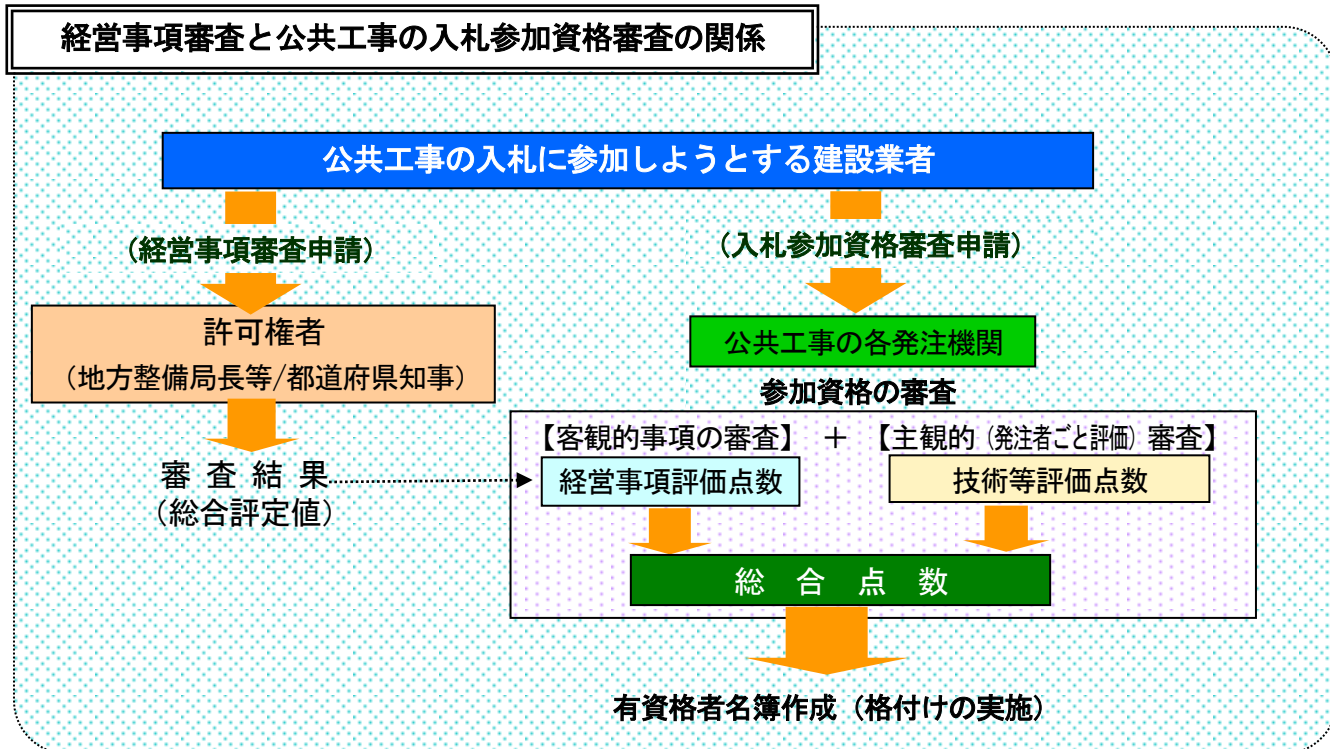 経営事項審査と公共工事の入札参加資格審査の関係
公共工事の入札に参加しようとする建設業者
（経営事項審査申請）
（入札参加資格審査申請）
許可権者
（地方整備局長等/都道府県知事）
公共工事の各発注機関
参加資格の審査
【客観的事項の審査】 ＋ 【主観的（発注者ごと評価）審査】
審 査 結 果
（総合評定値）
経営事項評価点数
技術等評価点数
総 合 点 数
有資格者名簿作成（格付けの実施）